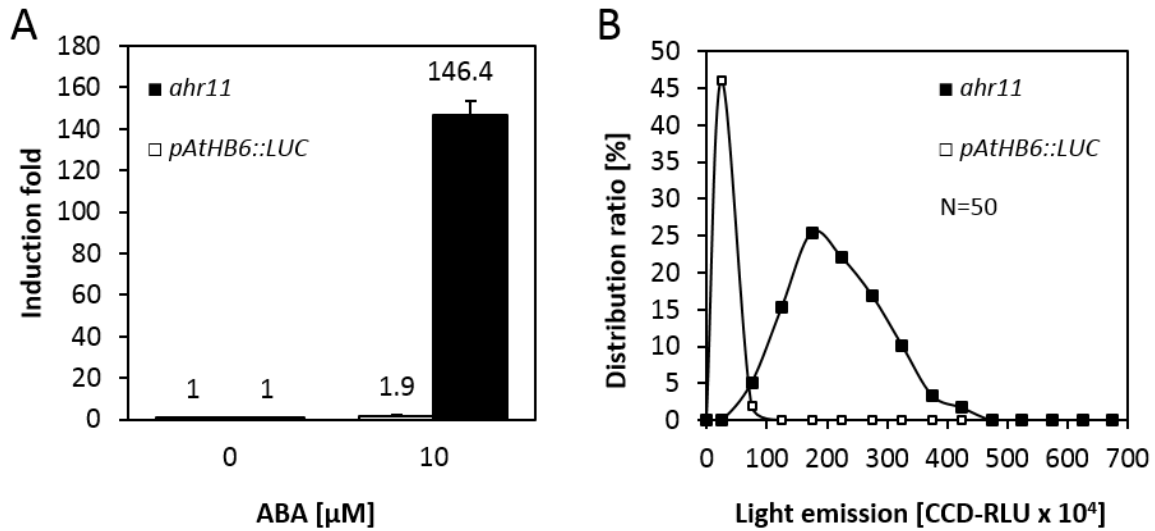 A
Induction fold
180
160
140
120
100
80
60
40
20
0
ahr11
pAtHB6::LUC
146.4
1
1
1.9
0
10
ABA [µM]
B
Distribution ratio [%]
50
45
40
35
30
25
20
15
10
5
0
ahr11
pAtHB6::LUC
N=50
0 100 200 300 400 500 600 700
Light emission [CCD-RLU x 10⁴]